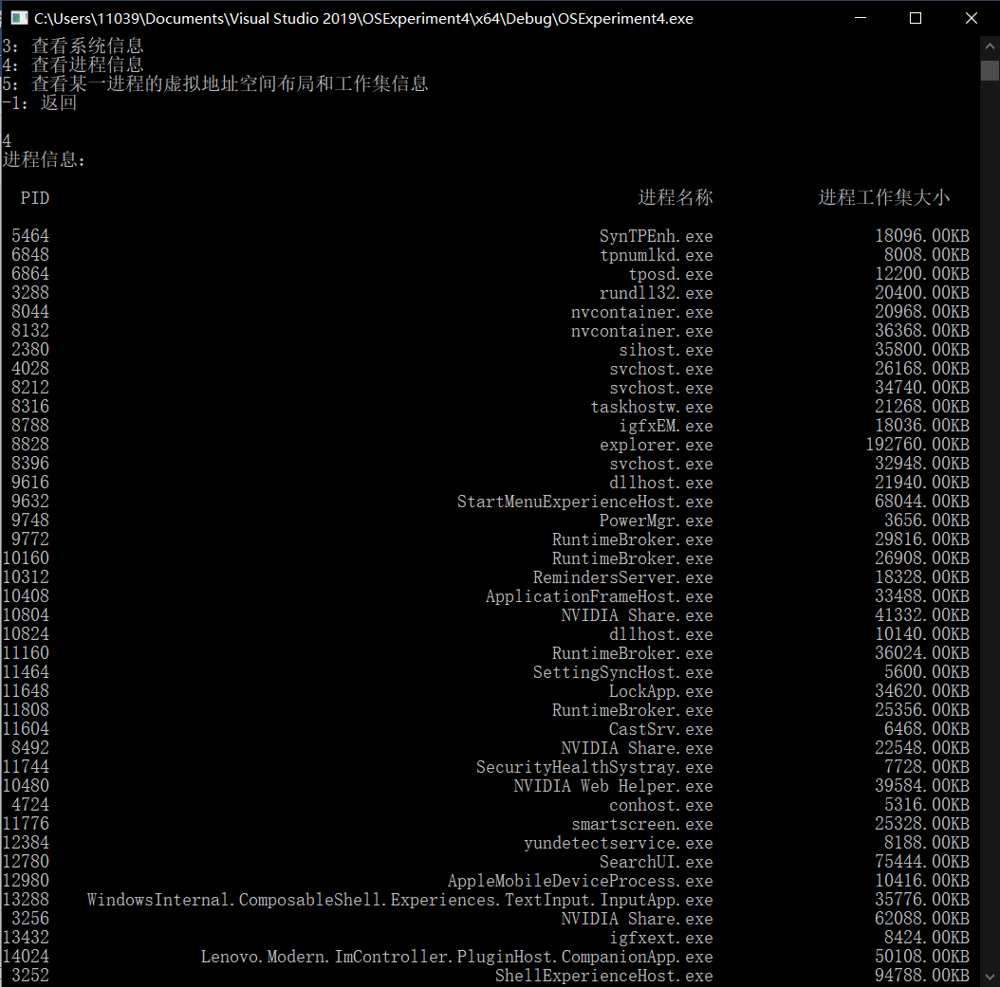 C:\Users\11039\Documents\Visual Studio 2019\OSExperiment4\x64\Debug\OSExperiment4.exe
3: 查看系统信息
4: 查看进程信息
5: 查看某一进程的虚拟地址空间布局和工作集信息
-1: 返回
4
进程信息:
PID 进程名称 进程工作集大小
5464 SynTPEnh.exe 18096.00KB
6848 tpnumlkd.exe 8008.00KB
6864 tposd.exe 12200.00KB
3288 rundll32.exe 20400.00KB
8044 nvcontainer.exe 20968.00KB
8132 nvcontainer.exe 36368.00KB
2380 sihost.exe 35800.00KB
4028 svchost.exe 26168.00KB
8212 svchost.exe 34740.00KB
8316 taskhostw.exe 21268.00KB
8788 igfxEM.exe 18036.00KB
8828 explorer.exe 192760.00KB
8396 svchost.exe 32948.00KB
9616 dllhost.exe 21940.00KB
9632 StartMenuExperienceHost.exe 68044.00KB
9748 PowerMgr.exe 3656.00KB
9772 RuntimeBroker.exe 29816.00KB
10160 RuntimeBroker.exe 26908.00KB
10312 RemindersServer.exe 18328.00KB
10408 ApplicationFrameHost.exe 33488.00KB
10804 NVIDIA Share.exe 41332.00KB
10824 dllhost.exe 10140.00KB
11160 RuntimeBroker.exe 36024.00KB
11464 SettingSyncHost.exe 5600.00KB
11648 LockApp.exe 34620.00KB
11808 RuntimeBroker.exe 25356.00KB
11604 CastSrv.exe 6468.00KB
8492 NVIDIA Share.exe 22548.00KB
11744 SecurityHealthSystray.exe 7728.00KB
10480 NVIDIA Web Helper.exe 39584.00KB
4724 conhost.exe 5316.00KB
11776 smartscreen.exe 25328.00KB
12384 yundetectservice.exe 8188.00KB
12780 SearchUI.exe 75444.00KB
12980 AppleMobileDeviceProcess.exe 10416.00KB
13288 WindowsInternal.ComposableShell.Experiences.TextInput.InputApp.exe 35776.00KB
3256 NVIDIA Share.exe 62088.00KB
13432 igfxext.exe 8424.00KB
14024 Lenovo.Modern.ImController.PluginHost.CompanionApp.exe 50108.00KB
3252 ShellExperienceHost.exe 94788.00KB